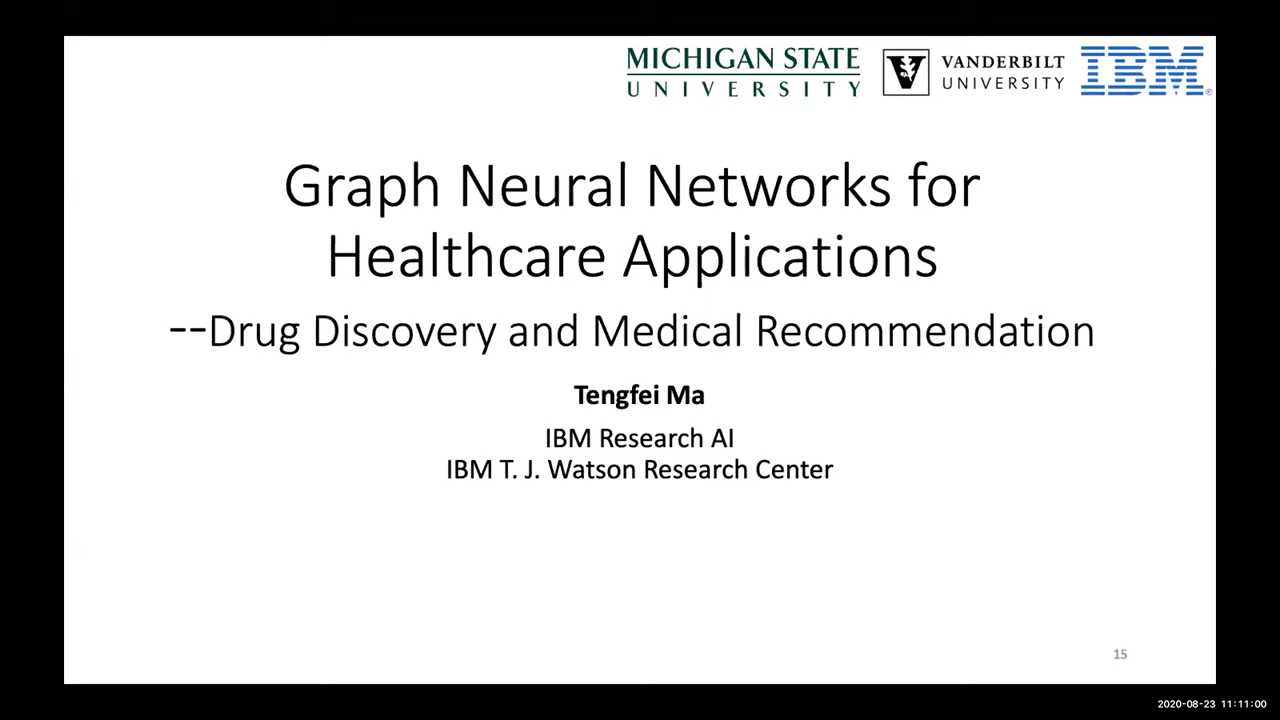 MICHIGAN STATE
UNIVERSITY
VANDERBILT
UNIVERSITY
IBM®
Graph Neural Networks for
Healthcare Applications
--Drug Discovery and Medical Recommendation
Tengfei Ma
IBM Research AI
IBM T. J. Watson Research Center
15
2020-08-23 11:11:00